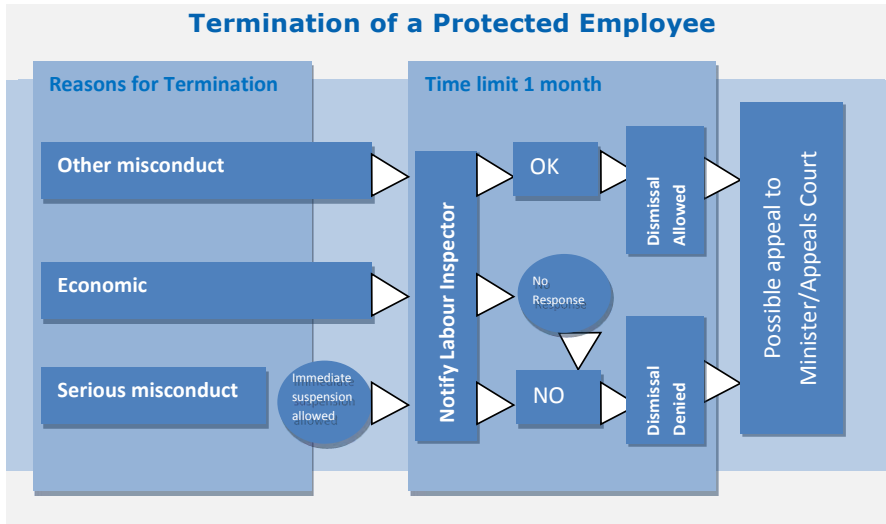 Termination of a Protected Employee
Reasons for Termination
Time limit 1 month
Other misconduct
Economic
Serious misconduct
Immediate
suspension
allowed
Notify Labour Inspector
OK
No
Response
NO
Dismissal
Allowed
Dismissal
Denied
Possible appeal to
Minister/Appeals Court